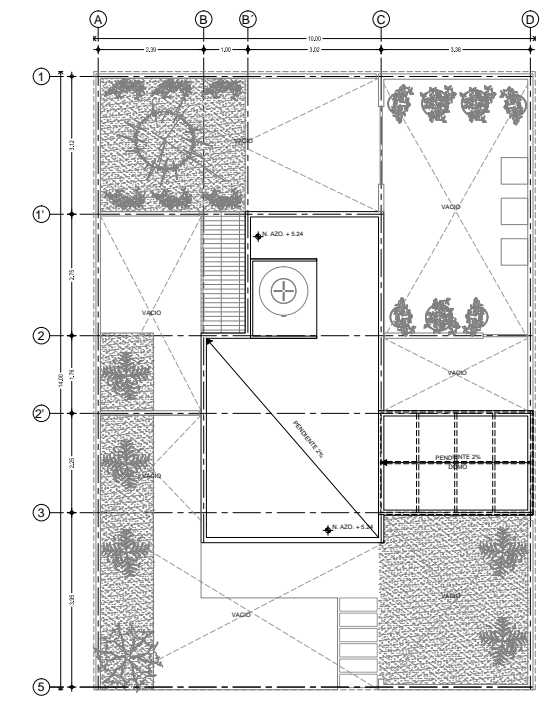 A B B´ C D
10.00
2.39 1.00 3.02 3.38
1
3.12
VACIO
VACIO
1'
N. AZO. + 5.24
2.75
14.00
VACIO
2
1.76
VACIO
2'
PENDIENTE 2%
PENDIENTE 2%
DOMO
2.25
VACIO
3
N. AZO. + 5.24
3.95
VACIO
VACIO
5